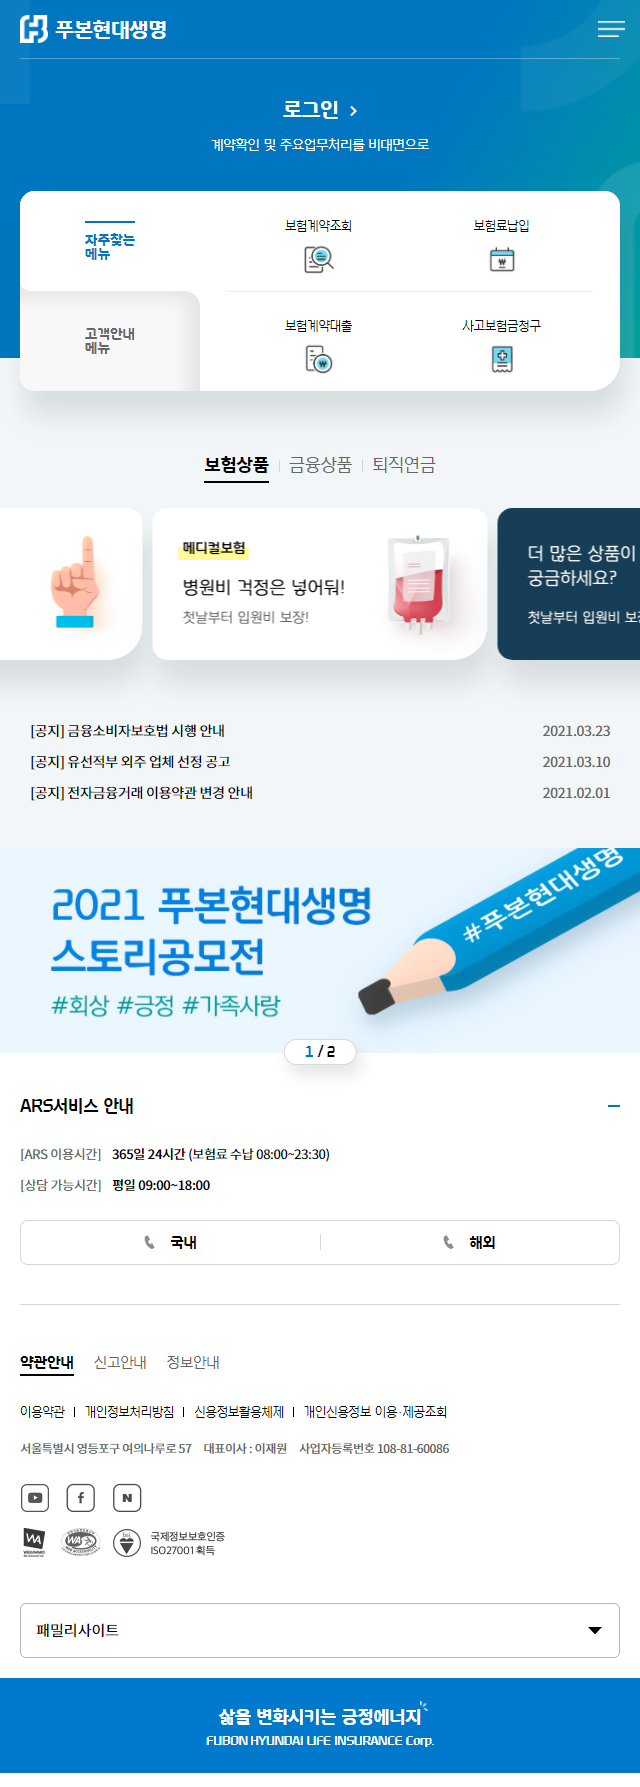 푸본현대생명
로그인
계약확인 및 주요업무처리를 비대면으로
자주찾는
메뉴
보험계약조회
보험료납입
고객안내
메뉴
보험계약대출
사고보험금청구
보험상품
금융상품
퇴직연금
메디컬보험
병원비 걱정은 넣어둬!
첫날부터 입원비 보장!
더 많은 상품이
궁금하세요?
첫날부터 입원비 보장
[공지] 금융소비자보호법 시행 안내 2021.03.23
[공지] 유선적부 외주 업체 선정 공고 2021.03.10
[공지] 전자금융거래 이용약관 변경 안내 2021.02.01
2021 푸본현대생명
스토리공모전
#회상 #긍정 #가족사랑
#푸본현대생명
1 / 2
ARS서비스 안내
[ARS 이용시간] 365일 24시간 (보험료 수납 08:00~23:30)
[상담 가능시간] 평일 09:00~18:00
국내
해외
약관안내
신고안내
정보안내
이용약관 | 개인정보처리방침 | 신용정보활용체제 | 개인신용정보 이용·제공조회
서울특별시 영등포구 여의나루로 57 대표이사 : 이재원 사업자등록번호 108-81-60086
WA
WA
국제정보보호인증
ISO27001 획득
패밀리사이트
삶을 변화시키는 긍정에너지
FUBON HYUNDAI LIFE INSURANCE Corp.